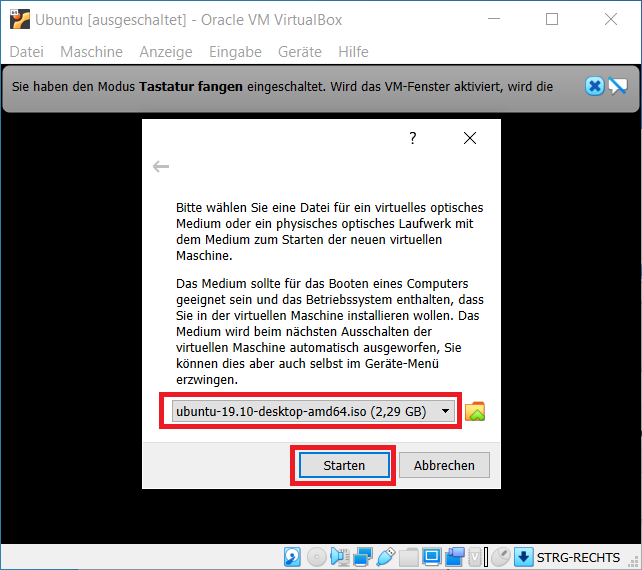 Ubuntu [ausgeschaltet] - Oracle VM VirtualBox
Datei Maschine Anzeige Eingabe Geräte Hilfe
Sie haben den Modus Tastatur fangen eingeschaltet. Wird das VM-Fenster aktiviert, wird die
?
Bitte wählen Sie eine Datei für ein virtuelles optisches
Medium oder ein physisches optisches Laufwerk mit
dem Medium zum Starten der neuen virtuellen
Maschine.
Das Medium sollte für das Booten eines Computers
geeignet sein und das Betriebssystem enthalten, dass
Sie in der virtuellen Maschine installieren wollen. Das
Medium wird beim nächsten Ausschalten der
virtuellen Maschine automatisch ausgeworfen, Sie
können dies aber auch selbst im Geräte-Menü
erzwingen.
ubuntu-19.10-desktop-amd64.iso (2,29 GB)
Starten Abbrechen
STRG-RECHTS